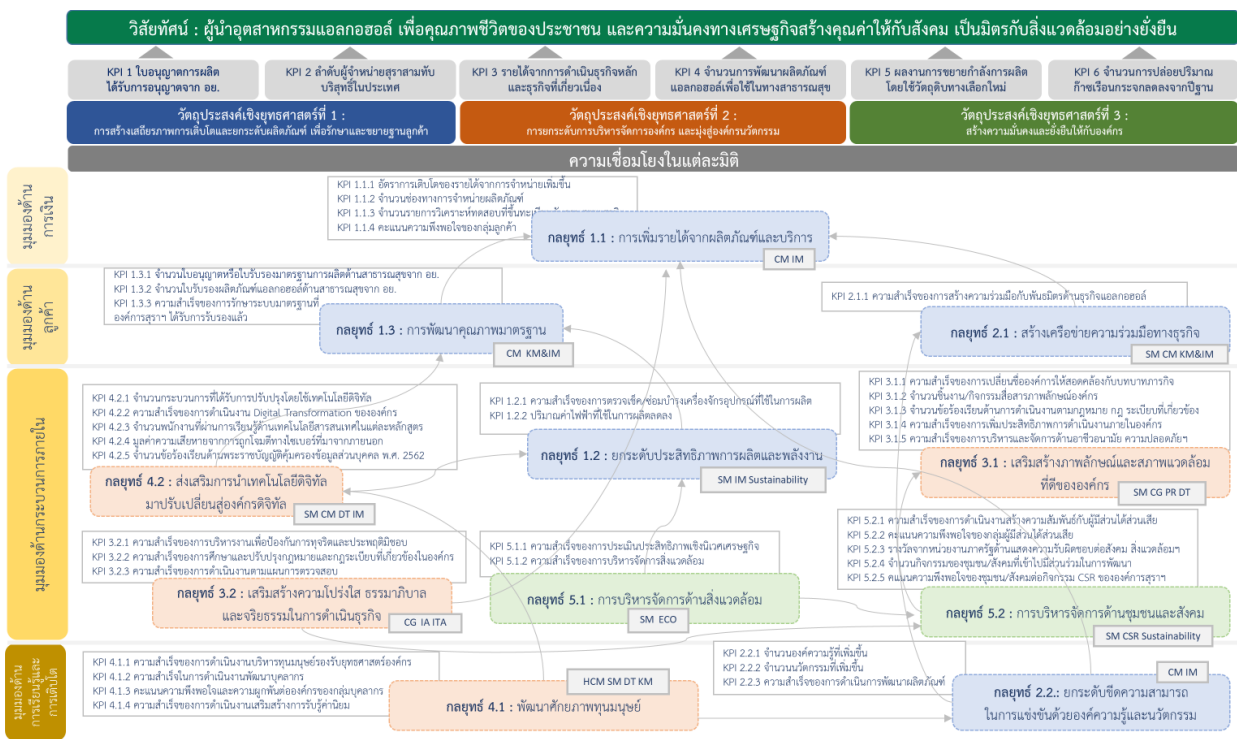 วิสัยทัศน์ : ผู้นำอุตสาหกรรมแอลกอฮอล์ เพื่อคุณภาพชีวิตของประชาชน และความมั่นคงทางเศรษฐกิจสร้างคุณค่าให้กับสังคม เป็นมิตรกับสิ่งแวดล้อมอย่างยั่งยืน
KPI 1 ใบอนุญาตการผลิต
ได้รับการอนุญาตจาก อย.
KPI 2 ลำดับผู้จำหน่ายสุราสามทับ
บริสุทธิ์ในประเทศ
KPI 3 รายได้จากการดำเนินธุรกิจหลัก
และธุรกิจที่เกี่ยวเนื่อง
KPI 4 จำนวนการพัฒนาผลิตภัณฑ์
แอลกอฮอล์เพื่อใช้ในทางสาธารณสุข
KPI 5 ผลงานการขยายกำลังการผลิต
โดยใช้วัตถุดิบทางเลือกใหม่
KPI 6 จำนวนการปล่อยปริมาณ
ก๊าซเรือนกระจกลดลงจากปีฐาน
วัตถุประสงค์เชิงยุทธศาสตร์ที่ 1 :
การสร้างเสถียรภาพการเติบโตและยกระดับผลิตภัณฑ์ เพื่อรักษาและขยายฐานลูกค้า
วัตถุประสงค์เชิงยุทธศาสตร์ที่ 2 :
การยกระดับการบริหารจัดการองค์กร และมุ่งสู่องค์กรนวัตกรรม
วัตถุประสงค์เชิงยุทธศาสตร์ที่ 3 :
สร้างความมั่นคงและยั่งยืนให้กับองค์กร
ความเชื่อมโยงในแต่ละมิติ
มุมมองด้าน
การเงิน
KPI 1.1.1 อัตราการเติบโตของรายได้จากการจำหน่ายเพิ่มขึ้น
KPI 1.1.2 จำนวนช่องทางการจำหน่ายผลิตภัณฑ์
KPI 1.1.3 จำนวนรายการวิเคราะห์ทดสอบที่ขึ้นทะเบียน
KPI 1.1.4 คะแนนความพึงพอใจของกลุ่มลูกค้า
กลยุทธ์ 1.1 : การเพิ่มรายได้จากผลิตภัณฑ์และบริการ
CM IM
มุมมองด้าน
ลูกค้า
KPI 1.3.1 จำนวนใบอนุญาตหรือใบรับรองมาตรฐานการผลิตด้านสาธารณสุขจาก อย.
KPI 1.3.2 จำนวนใบรับรองผลิตภัณฑ์แอลกอฮอล์ด้านสาธารณสุขจาก อย.
KPI 1.3.3 ความสำเร็จของการรักษาระบบมาตรฐานที่
องค์การสุราฯ ได้รับการรับรองแล้ว
กลยุทธ์ 1.3 : การพัฒนาคุณภาพมาตรฐาน
CM KM&IM
KPI 2.1.1 ความสำเร็จของการสร้างความร่วมมือกับพันธมิตรด้านธุรกิจแอลกอฮอล์
กลยุทธ์ 2.1 : สร้างเครือข่ายความร่วมมือทางธุรกิจ
SM CM KM&IM
มุมมองด้านกระบวนการภายใน
KPI 4.2.1 จำนวนกระบวนการที่ได้รับการปรับปรุงโดยใช้เทคโนโลยีดิจิทัล
KPI 4.2.2 ความสำเร็จของการดำเนินงาน Digital Transformation ขององค์กร
KPI 4.2.3 จำนวนพนักงานที่ผ่านการเรียนรู้ด้านเทคโนโลยีสารสนเทศในแต่ละหลักสูตร
KPI 4.2.4 มูลค่าความเสียหายจากการถูกโจมตีทางไซเบอร์ที่มาจากภายนอก
KPI 4.2.5 จำนวนข้อร้องเรียนด้านพระราชบัญญัติคุ้มครองข้อมูลส่วนบุคคล พ.ศ. 2562
กลยุทธ์ 4.2 : ส่งเสริมการนำเทคโนโลยีดิจิทัล
มาปรับเปลี่ยนสู่องค์กรดิจิทัล
SM CM DT IM
KPI 1.2.1 ความสำเร็จของการตรวจเช็ค/ซ่อมบำรุงเครื่องจักรอุปกรณ์ที่ใช้ในการผลิต
KPI 1.2.2 ปริมาณค่าไฟฟ้าที่ใช้ในการผลิตลดลง
กลยุทธ์ 1.2 : ยกระดับประสิทธิภาพการผลิตและพลังงาน
SM IM Sustainability
KPI 3.1.1 ความสำเร็จของการเปลี่ยนชื่อองค์การให้สอดคล้องกับบทบาทภารกิจ
KPI 3.1.2 จำนวนชิ้นงาน/กิจกรรมสื่อสารภาพลักษณ์องค์กร
KPI 3.1.3 จำนวนข้อร้องเรียนด้านการดำเนินงานตามกฎหมาย กฎ ระเบียบที่เกี่ยวข้อง
KPI 3.1.4 ความสำเร็จของการเพิ่มประสิทธิภาพการดำเนินงานภายในองค์กร
KPI 3.1.5 ความสำเร็จของการบริหารและจัดการด้านอาชีวอนามัย ความปลอดภัยฯ
กลยุทธ์ 3.1 : เสริมสร้างภาพลักษณ์และสภาพแวดล้อม
ที่ดีขององค์กร
SM CG PR DT
KPI 3.2.1 ความสำเร็จของการบริหารงานเพื่อป้องกันการทุจริตและประพฤติมิชอบ
KPI 3.2.2 ความสำเร็จของการศึกษาและปรับปรุงกฎหมายและกฎระเบียบที่เกี่ยวข้องในองค์กร
KPI 3.2.3 ความสำเร็จของการดำเนินงานตามแผนการตรวจสอบ
กลยุทธ์ 3.2 : เสริมสร้างความโปร่งใส ธรรมาภิบาล
และจริยธรรมในการดำเนินธุรกิจ
CG IA ITA
KPI 5.1.1 ความสำเร็จของการประเมินประสิทธิภาพเชิงนิเวศเศรษฐกิจ
KPI 5.1.2 ความสำเร็จของการบริหารจัดการสิ่งแวดล้อม
กลยุทธ์ 5.1 : การบริหารจัดการด้านสิ่งแวดล้อม
SM ECO
KPI 5.2.1 ความสำเร็จของการดำเนินงานสร้างความสัมพันธ์กับผู้มีส่วนได้ส่วนเสีย
KPI 5.2.2 คะแนนความพึงพอใจของกลุ่มผู้มีส่วนได้ส่วนเสีย
KPI 5.2.3 รางวัลจากหน่วยงานภาครัฐด้านแสดงความรับผิดชอบต่อสังคม สิ่งแวดล้อมฯ
KPI 5.2.4 จำนวนกิจกรรมของชุมชน/สังคมที่เข้าไปมีส่วนร่วมในการพัฒนา
KPI 5.2.5 คะแนนความพึงพอใจของชุมชน/สังคมต่อกิจกรรม CSR ขององค์การสุราฯ
กลยุทธ์ 5.2 : การบริหารจัดการด้านชุมชนและสังคม
SM CSR Sustainability
มุมมองด้าน
การเรียนรู้และ
การเติบโต
KPI 4.1.1 ความสำเร็จของการดำเนินงานบริหารทุนมนุษย์รองรับยุทธศาสตร์องค์กร
KPI 4.1.2 ความสำเร็จในการดำเนินงานพัฒนาบุคลากร
KPI 4.1.3 คะแนนความพึงพอใจและความผูกพันต่อองค์กรของกลุ่มบุคลากร
KPI 4.1.4 ความสำเร็จของการดำเนินงานเสริมสร้างการรับรู้ค่านิยม
HCM SM DT KM
กลยุทธ์ 4.1 : พัฒนาศักยภาพทุนมนุษย์
KPI 2.2.1 จำนวนองค์ความรู้ที่เพิ่มขึ้น
KPI 2.2.2 จำนวนนวัตกรรมที่เพิ่มขึ้น
KPI 2.2.3 ความสำเร็จของการดำเนินการพัฒนาผลิตภัณฑ์
CM IM
กลยุทธ์ 2.2.: ยกระดับขีดความสามารถ
ในการแข่งขันด้วยองค์ความรู้และนวัตกรรม